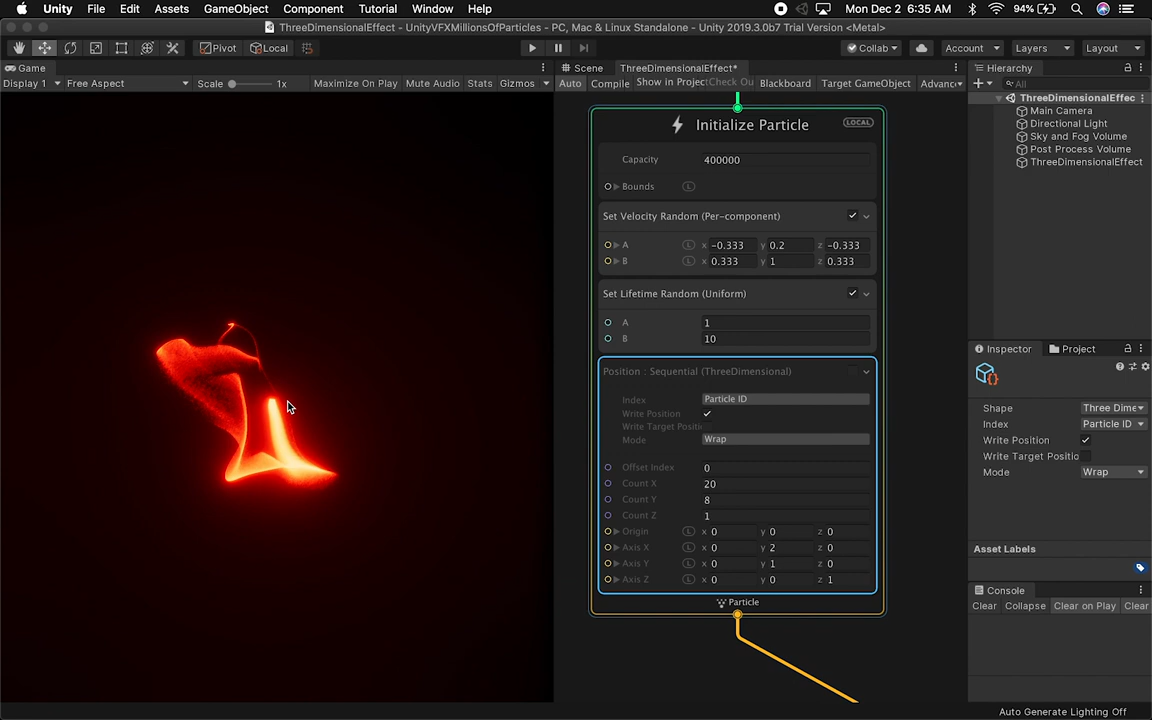 Unity File Edit Assets GameObject Component Tutorial Window Help Mon Dec 2 6:35 AM 94%
ThreeDimensionalEffect - UnityVFXMillionsOfParticles - PC, Mac & Linux Standalone - Unity 2019.3.0b7 Trial Version <Metal>
Pivot Local Collab Account Layers Layout
Game Scene ThreeDimensionalEffect* Hierarchy
Display 1 Free Aspect Scale 1x Maximize On Play Mute Audio Stats Gizmos Auto Compile Show in Project Check Ou Blackboard Target GameObject Advanc All
ThreeDimensionalEffec
Main Camera
Directional Light
Sky and Fog Volume
Post Process Volume
ThreeDimensionalEffect
Initialize Particle LOCAL
Capacity 400000
Bounds L
Set Velocity Random (Per-component)
A L x -0.333 y 0.2 z -0.333
B L x 0.333 y 1 z 0.333
Set Lifetime Random (Uniform)
A 1
B 10
Position : Sequential (ThreeDimensional)
Index Particle ID
Write Position
Write Target Positi
Mode Wrap
Offset Index 0
Count X 20
Count Y 8
Count Z 1
Origin L x 0 y 0 z 0
Axis X L x 0 y 2 z 0
Axis Y L x 0 y 1 z 0
Axis Z L x 0 y 0 z 1
Particle
Inspector Project
Shape Three Dime
Index Particle ID
Write Position
Write Target Positio
Mode Wrap
Asset Labels
Console
Clear Collapse Clear on Play Clear
Auto Generate Lighting Off